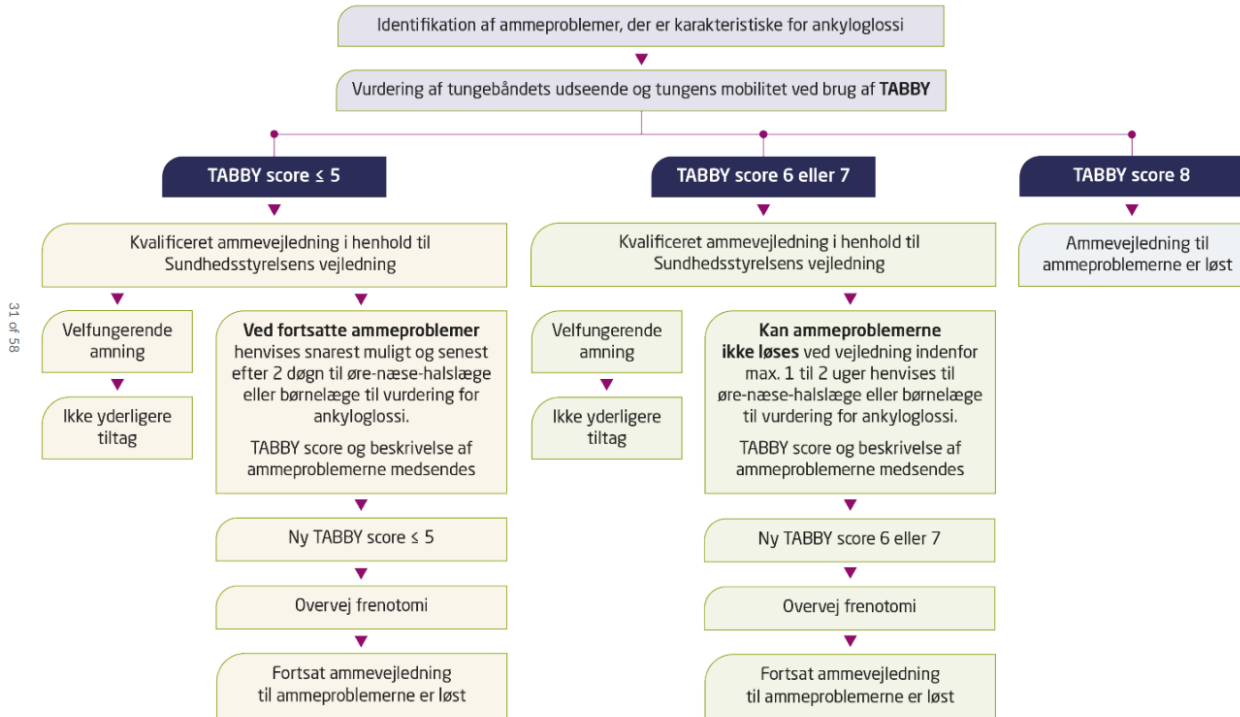 Identifikation af ammeproblemer, der er karakteristiske for ankyloglossi
Vurdering af tungebåndets udseende og tungens mobilitet ved brug af TABBY
TABBY score ≤ 5
Kvalificeret ammevejledning i henhold til
Sundhedsstyrelsens vejledning
Velfungerende
amning
Ikke yderligere
tiltag
Ved fortsatte ammeproblemer
henvises snarest muligt og senest
efter 2 døgn til øre-næse-halslæge
eller børnelæge til vurdering for
ankyloglossi.
TABBY score og beskrivelse af
ammeproblemerne medsendes
Ny TABBY score ≤ 5
Overvej frenotomi
Fortsat ammevejledning
til ammeproblemerne er løst
TABBY score 6 eller 7
Kvalificeret ammevejledning i henhold til
Sundhedsstyrelsens vejledning
Velfungerende
amning
Ikke yderligere
tiltag
Kan ammeproblemerne
ikke løses ved vejledning indenfor
max. 1 til 2 uger henvises til
øre-næse-halslæge eller børnelæge
til vurdering for ankyloglossi.
TABBY score og beskrivelse af
ammeproblemerne medsendes
Ny TABBY score 6 eller 7
Overvej frenotomi
Fortsat ammevejledning
til ammeproblemerne er løst
TABBY score 8
Ammevejledning til
ammeproblemerne er løst
31 of 58